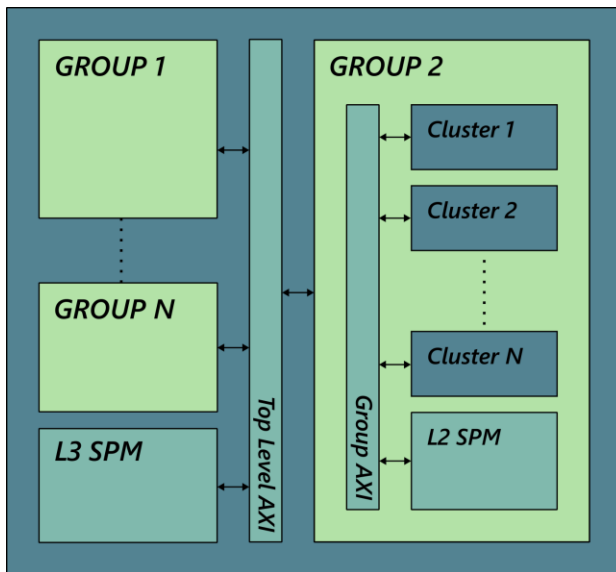 GROUP 1
GROUP N
L3 SPM
Top Level AXI
GROUP 2
Group AXI
Cluster 1
Cluster 2
Cluster N
L2 SPM